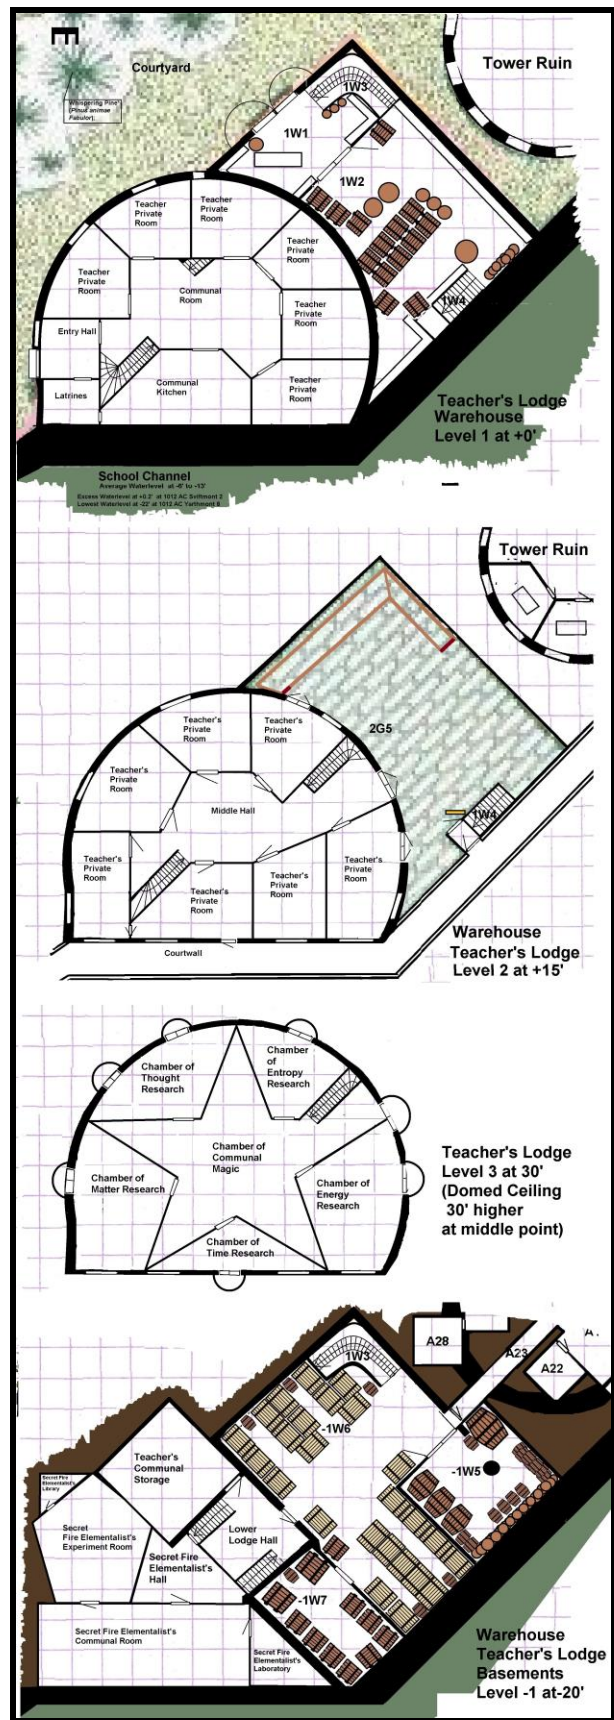 E
Courtyard
Tower Ruin
1W3
Whispering Pine
(Pinus animae
Fabulor)
1W1
1W2
Teacher
Private
Room
Teacher
Private
Room
Teacher
Private
Room
Teacher
Private
Room
Communal
Room
Teacher
Private
Room
Entry Hall
1W4
Latrines
Communal
Kitchen
Teacher
Private
Room
Teacher's Lodge
Warehouse
Level 1 at +0'
School Channel
Average Waterlevel at -6' to -13'
Excess Waterlevel at +0.2' at 1012 AC Sviftmont 2
Lowest Waterlevel at -22' at 1012 AC Yarthmont 8
Tower Ruin
2G5
Teacher's
Private
Room
Teacher's
Private
Room
Teacher's
Private
Room
Middle Hall
1W4
Teacher's
Private
Room
Teacher's
Private
Room
Teacher's
Private
Room
Teacher's
Private
Room
Courtwall
Warehouse
Teacher's Lodge
Level 2 at +15'
Chamber of
Thought
Research
Chamber
of
Entropy
Research
Chamber of
Communal
Magic
Chamber of
Matter Research
Chamber of
Energy
Research
Chamber of
Time Research
Teacher's Lodge
Level 3 at 30'
(Domed Ceiling
30' higher
at middle point)
A28
A23
A22
1W3
-1W6
-1W5
Teacher's
Communal
Storage
Secret Fire
Elementalist's
Library
Secret
Fire Elementalist's
Experiment Room
Lower
Lodge Hall
Secret Fire
Elementalist's
Hall
-1W7
Secret Fire Elementalist's
Communal Room
Secret Fire
Elementalist's
Laboratory
Warehouse
Teacher's Lodge
Basements
Level -1 at-20'